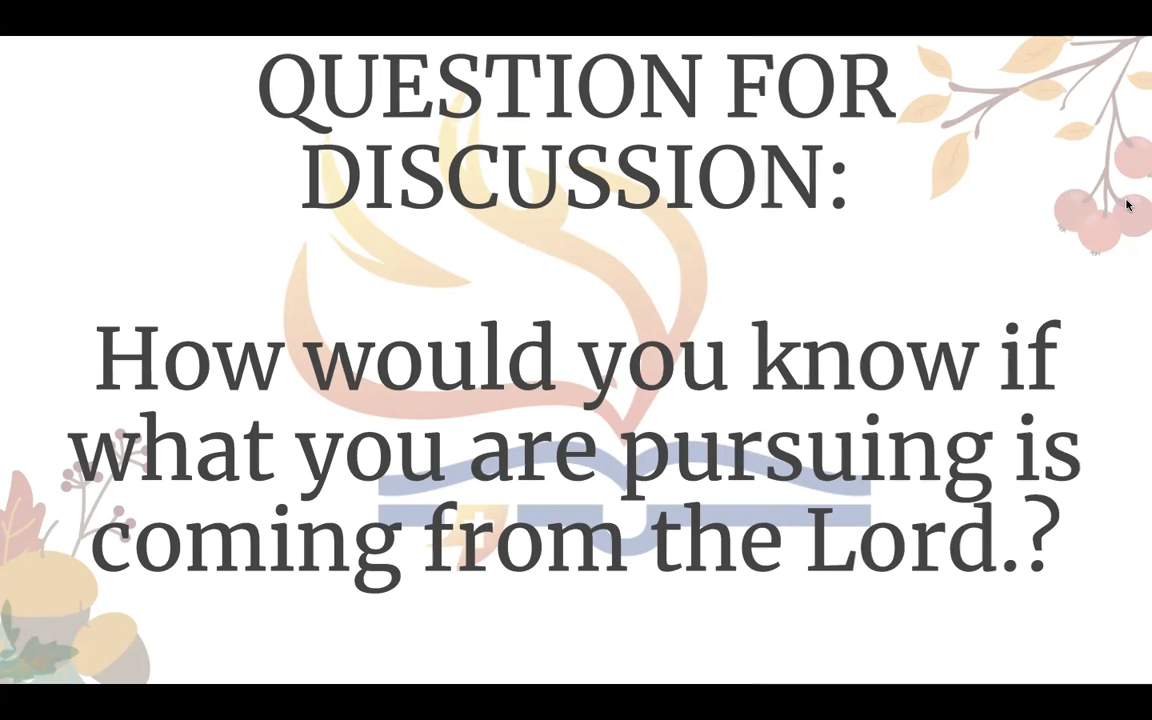 QUESTION FOR
DISCUSSION:
How would you know if
what you are pursuing is
coming from the Lord.?